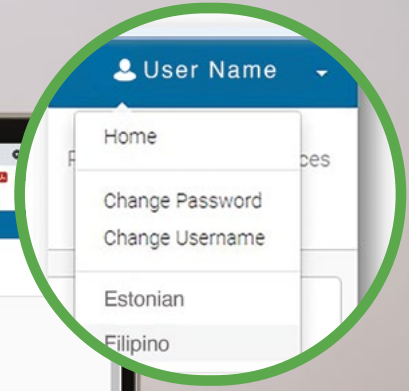 User Name
Home
Change Password
Change Username
Estonian
Filipino